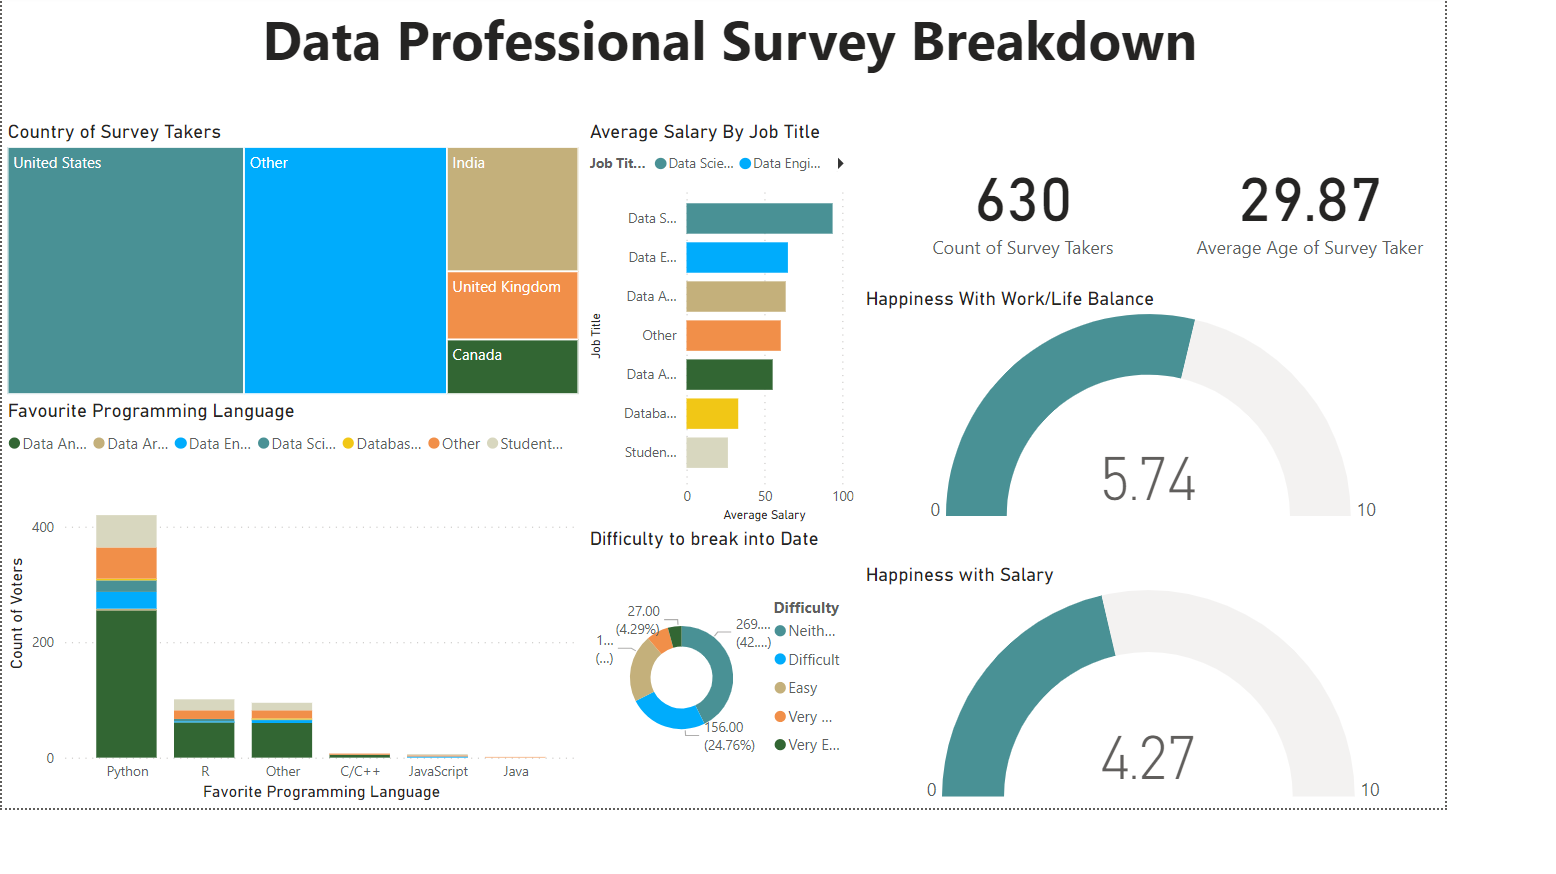 Data Professional Survey Breakdown
Country of Survey Takers
United States
Other
India
United Kingdom
Canada
Favourite Programming Language
Data An...
Data Ar...
Data En...
Data Sci...
Databas...
Other
Student...
Count of Voters
400
200
0
Python
R
Other
C/C++
JavaScript
Java
Favorite Programming Language
Average Salary By Job Title
Job Tit...
Data Scie...
Data Engi...
Job Title
Data S...
Data E...
Data A...
Other
Data A...
Databa...
Studen...
0
50
100
Average Salary
Difficulty to break into Date
27.00
(4.29%)
1...
(...)
269....
(42....)
156.00
(24.76%)
Difficulty
Neith...
Difficult
Easy
Very ...
Very E...
630
Count of Survey Takers
29.87
Average Age of Survey Taker
Happiness With Work/Life Balance
5.74
0
10
Happiness with Salary
4.27
0
10